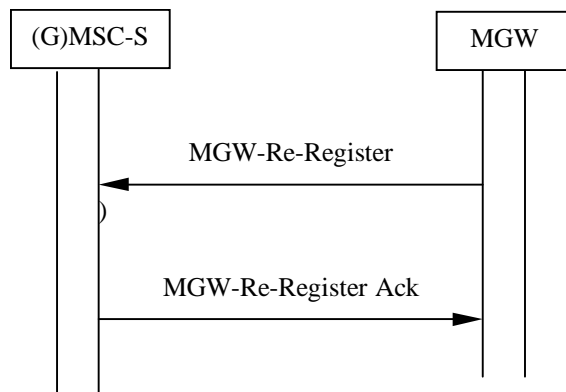 (G)MSC-S
MGW
MGW-Re-Register
)
MGW-Re-Register Ack